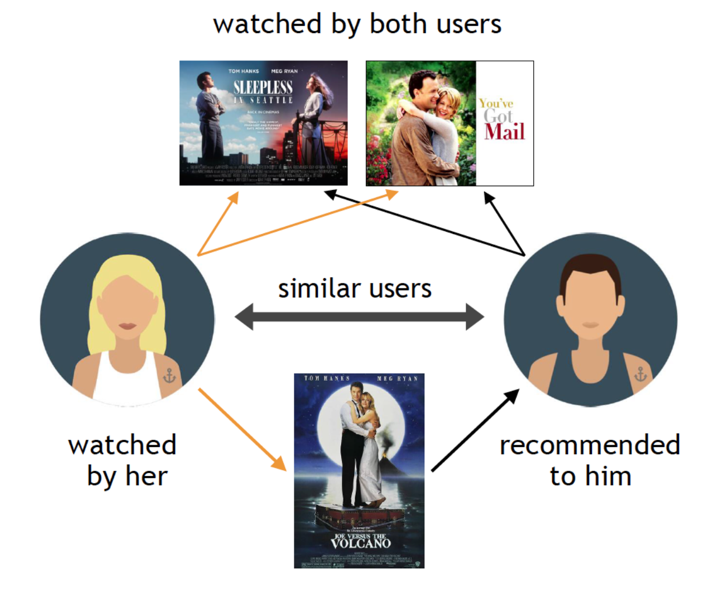 watched by both users
TOM HANKS MEG RYAN
SLEEPLESS
IN SEATTLE
You've
Got
Mail
similar users
TOM HANKS MEG RYAN
JOE VERSUS THE
VOLCANO
watched
by her
recommended
to him